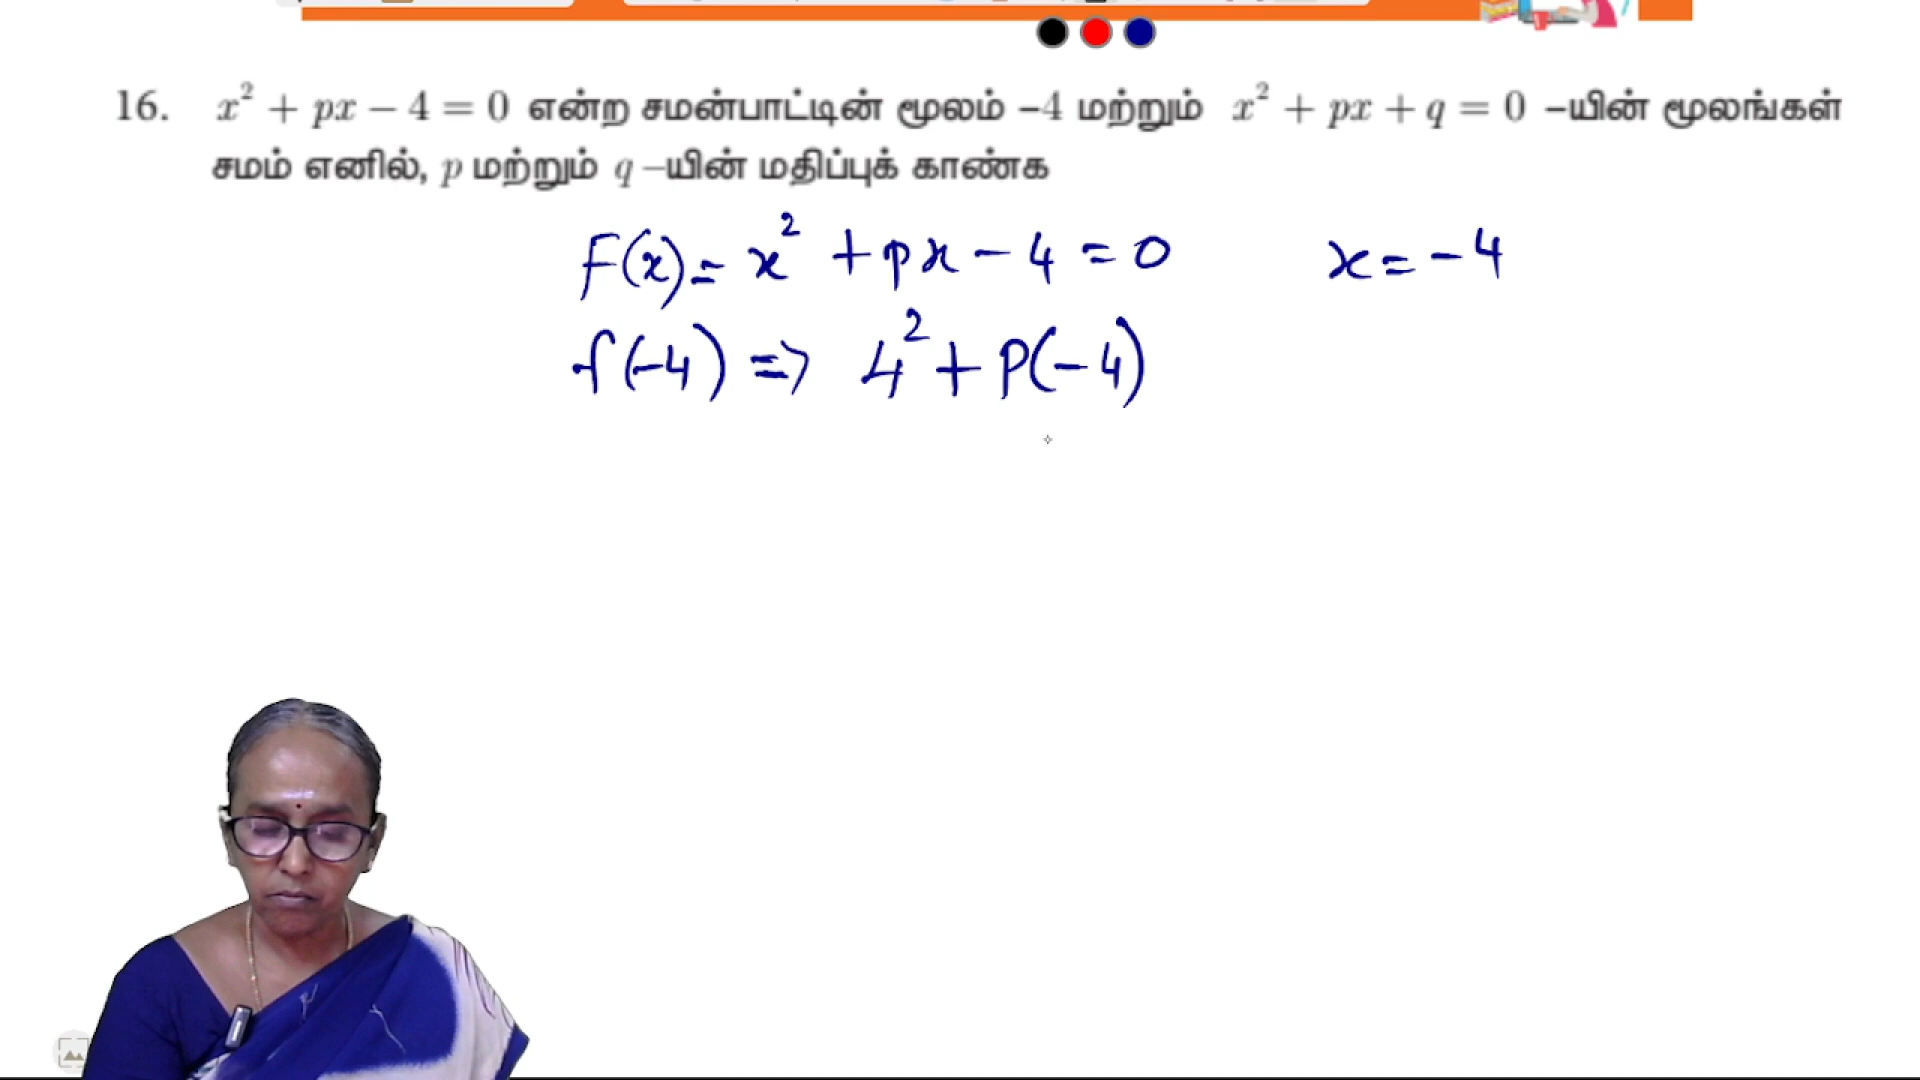 16. x² + px − 4 = 0 என்ற சமன்பாட்டின் மூலம் −4 மற்றும் x² + px + q = 0 −யின் மூலங்கள்
சமம் எனில், p மற்றும் q −யின் மதிப்புக் காண்க
F(x) = x² + px − 4 = 0 x = −4
f(−4) => 4² + P(−4)